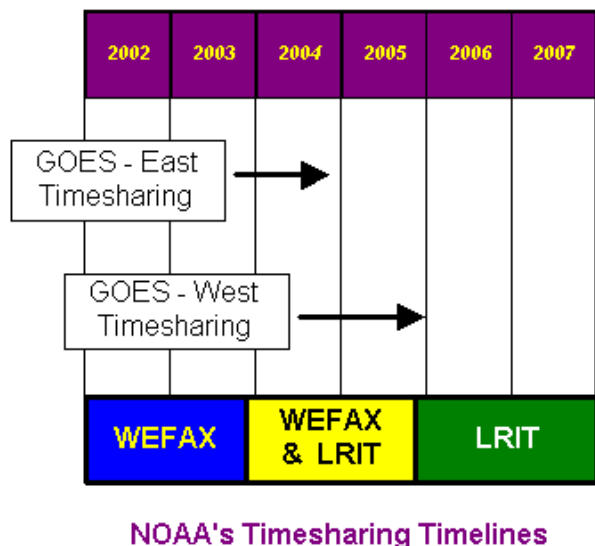 2002 2003 2004 2005 2006 2007
GOES - East
Timesharing
GOES - West
Timesharing
WEFAX
WEFAX
& LRIT
LRIT
NOAA's Timesharing Timelines